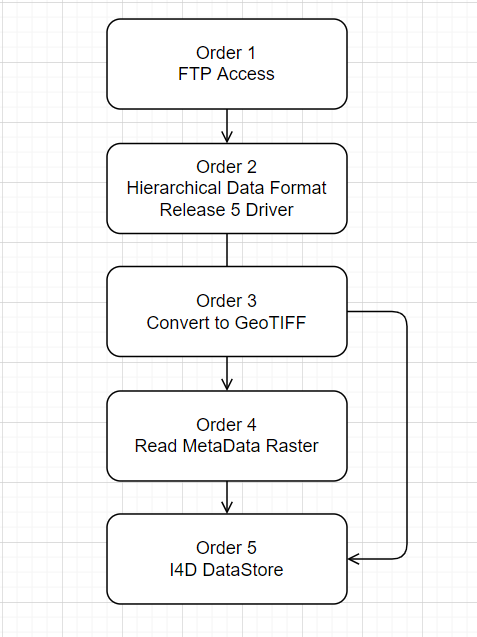 Order 1
FTP Access
Order 2
Hierarchical Data Format
Release 5 Driver
Order 3
Convert to GeoTIFF
Order 4
Read MetaData Raster
Order 5
I4D DataStore